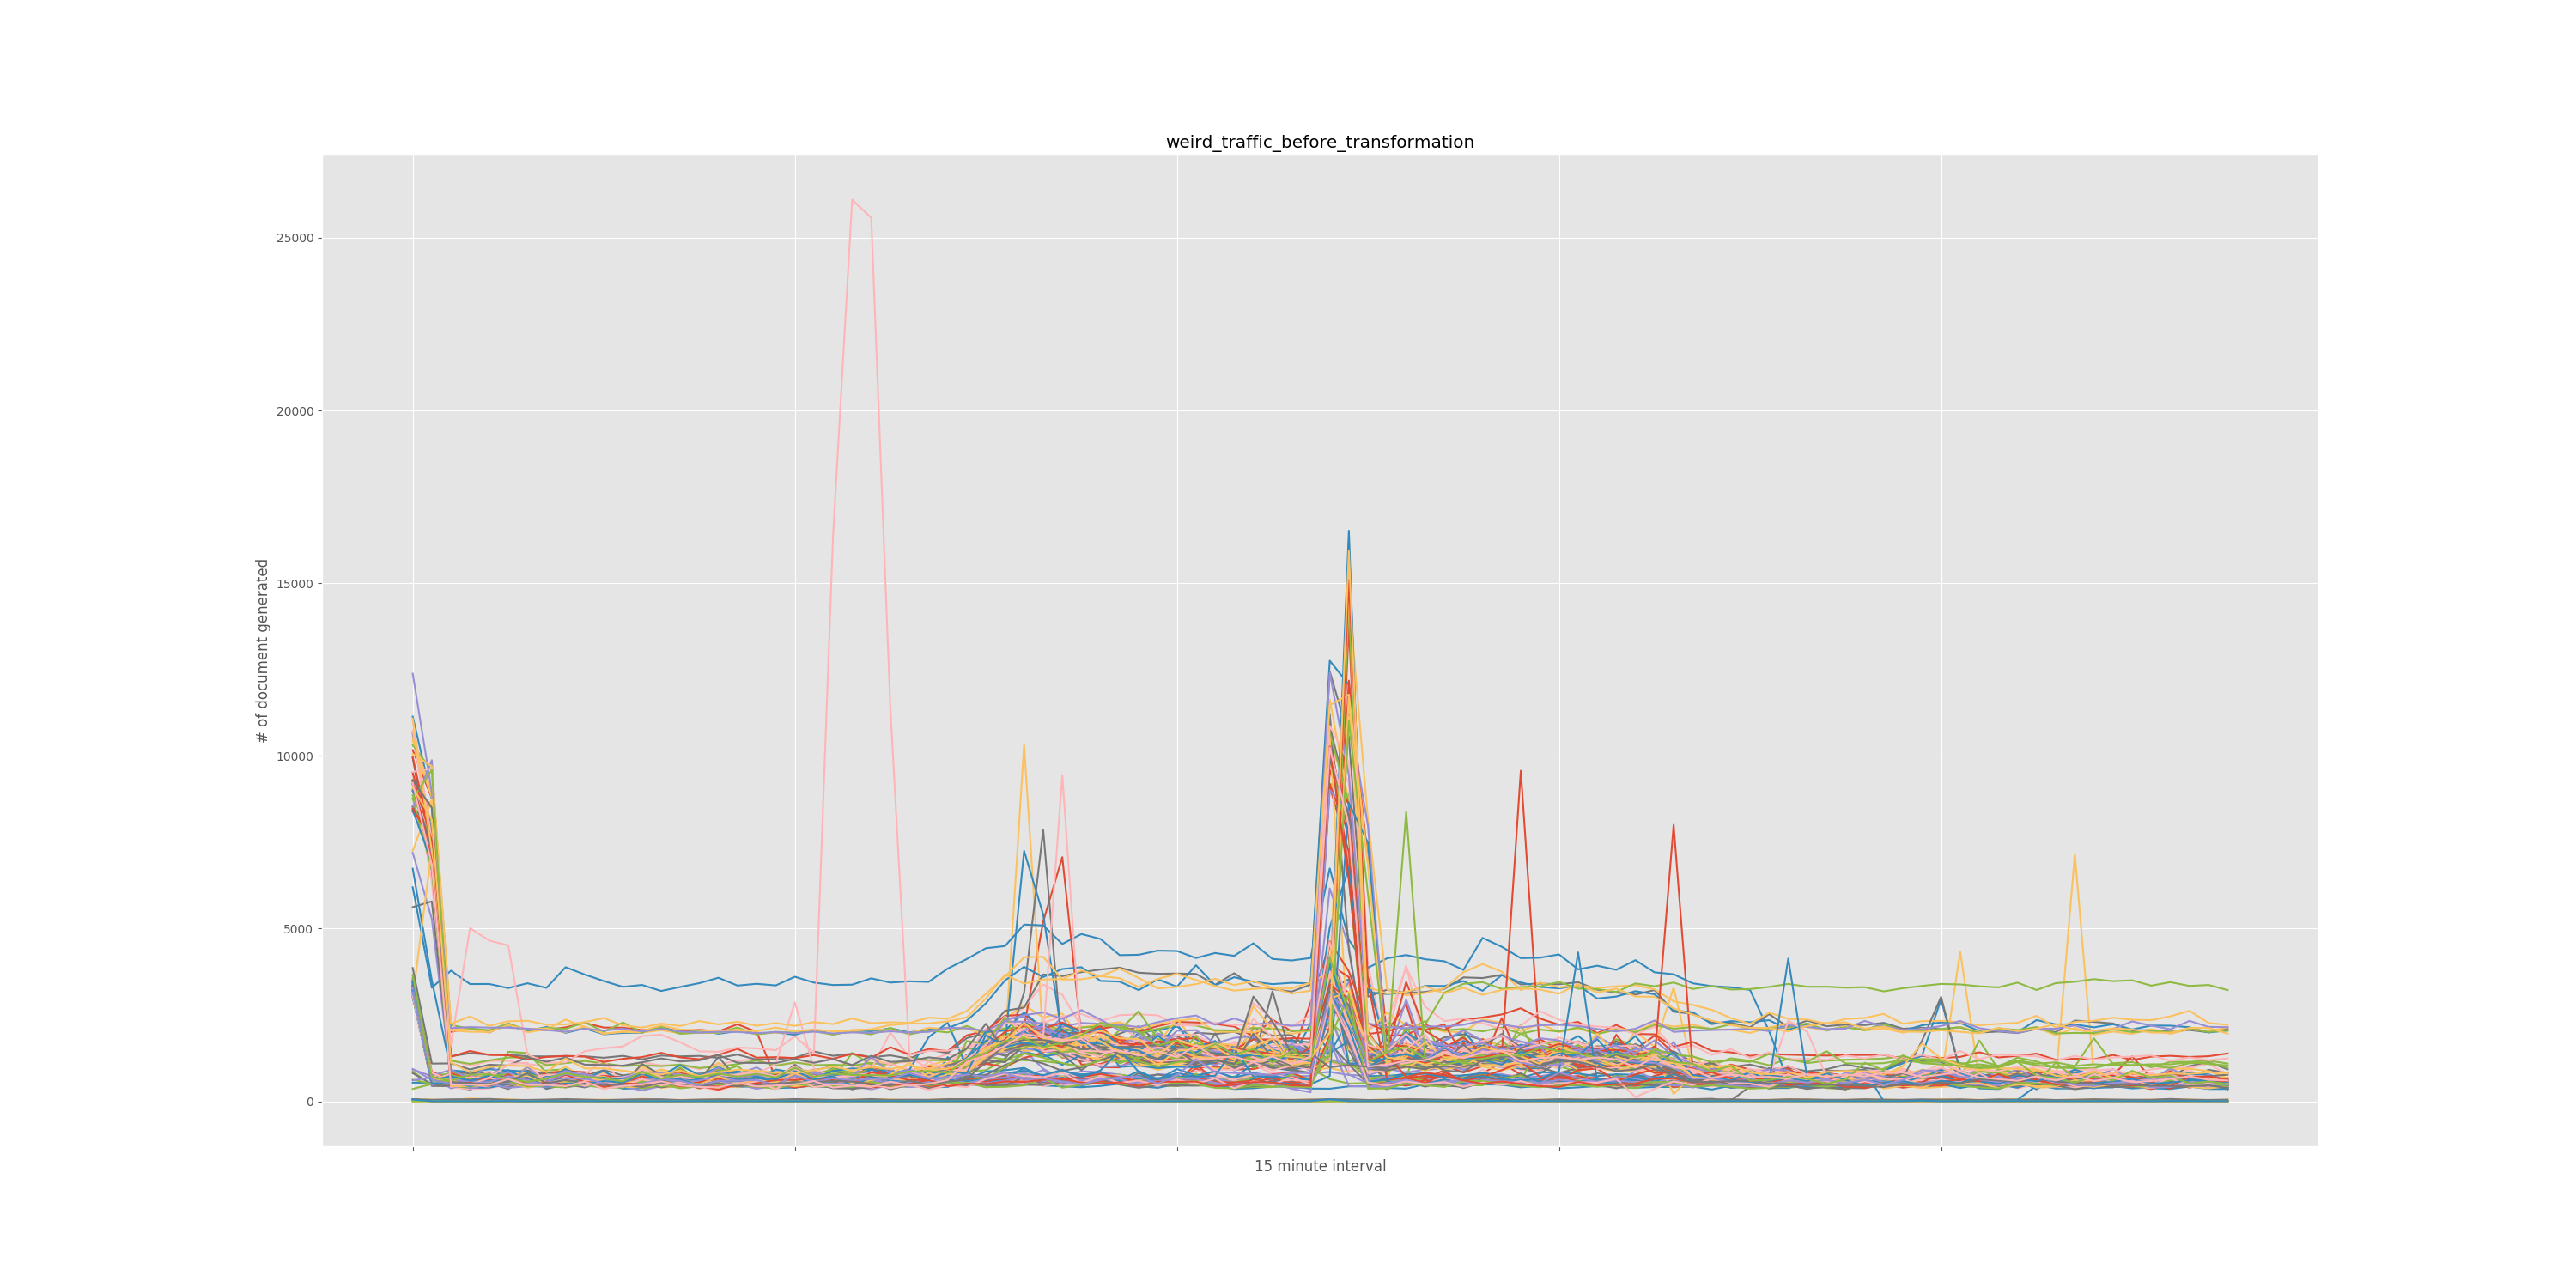 weird_traffic_before_transformation
25000
20000
15000
10000
5000
0
# of document generated
15 minute interval